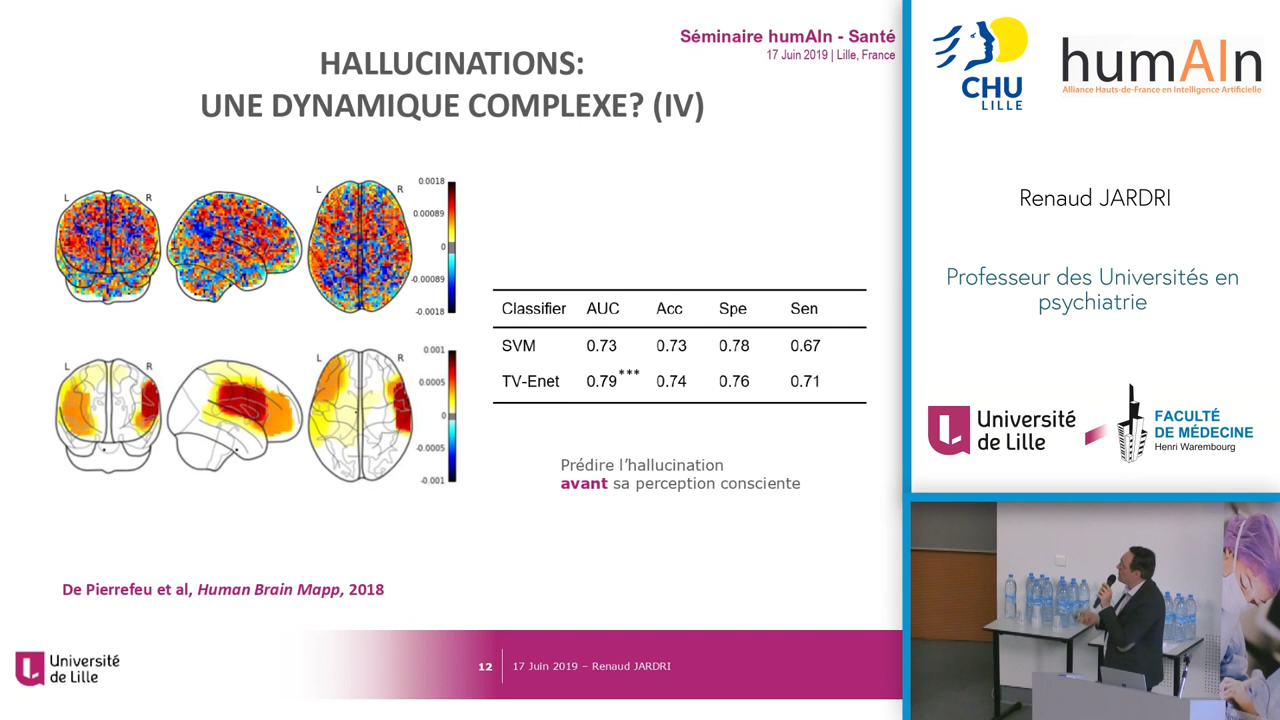 Séminaire humAIn - Santé
17 Juin 2019 | Lille, France
HALLUCINATIONS:
UNE DYNAMIQUE COMPLEXE? (IV)
L R L R
0.0018
0.00089
0
-0.00089
-0.0018
L R L R
0.001
0.0005
0
-0.0005
-0.001
Classifier AUC Acc Spe Sen
SVM 0.73 0.73 0.78 0.67
TV-Enet 0.79*** 0.74 0.76 0.71
Prédire l’hallucination
avant sa perception consciente
De Pierrefeu et al, Human Brain Mapp, 2018
Université
de Lille
12 17 Juin 2019 – Renaud JARDRI
CHU
LILLE
humAIn
Alliance Hauts-de-France en Intelligence Artificielle
Renaud JARDRI
Professeur des Universités en
psychiatrie
Université
de Lille
FACULTÉ
DE MÉDECINE
Henri Warembourg